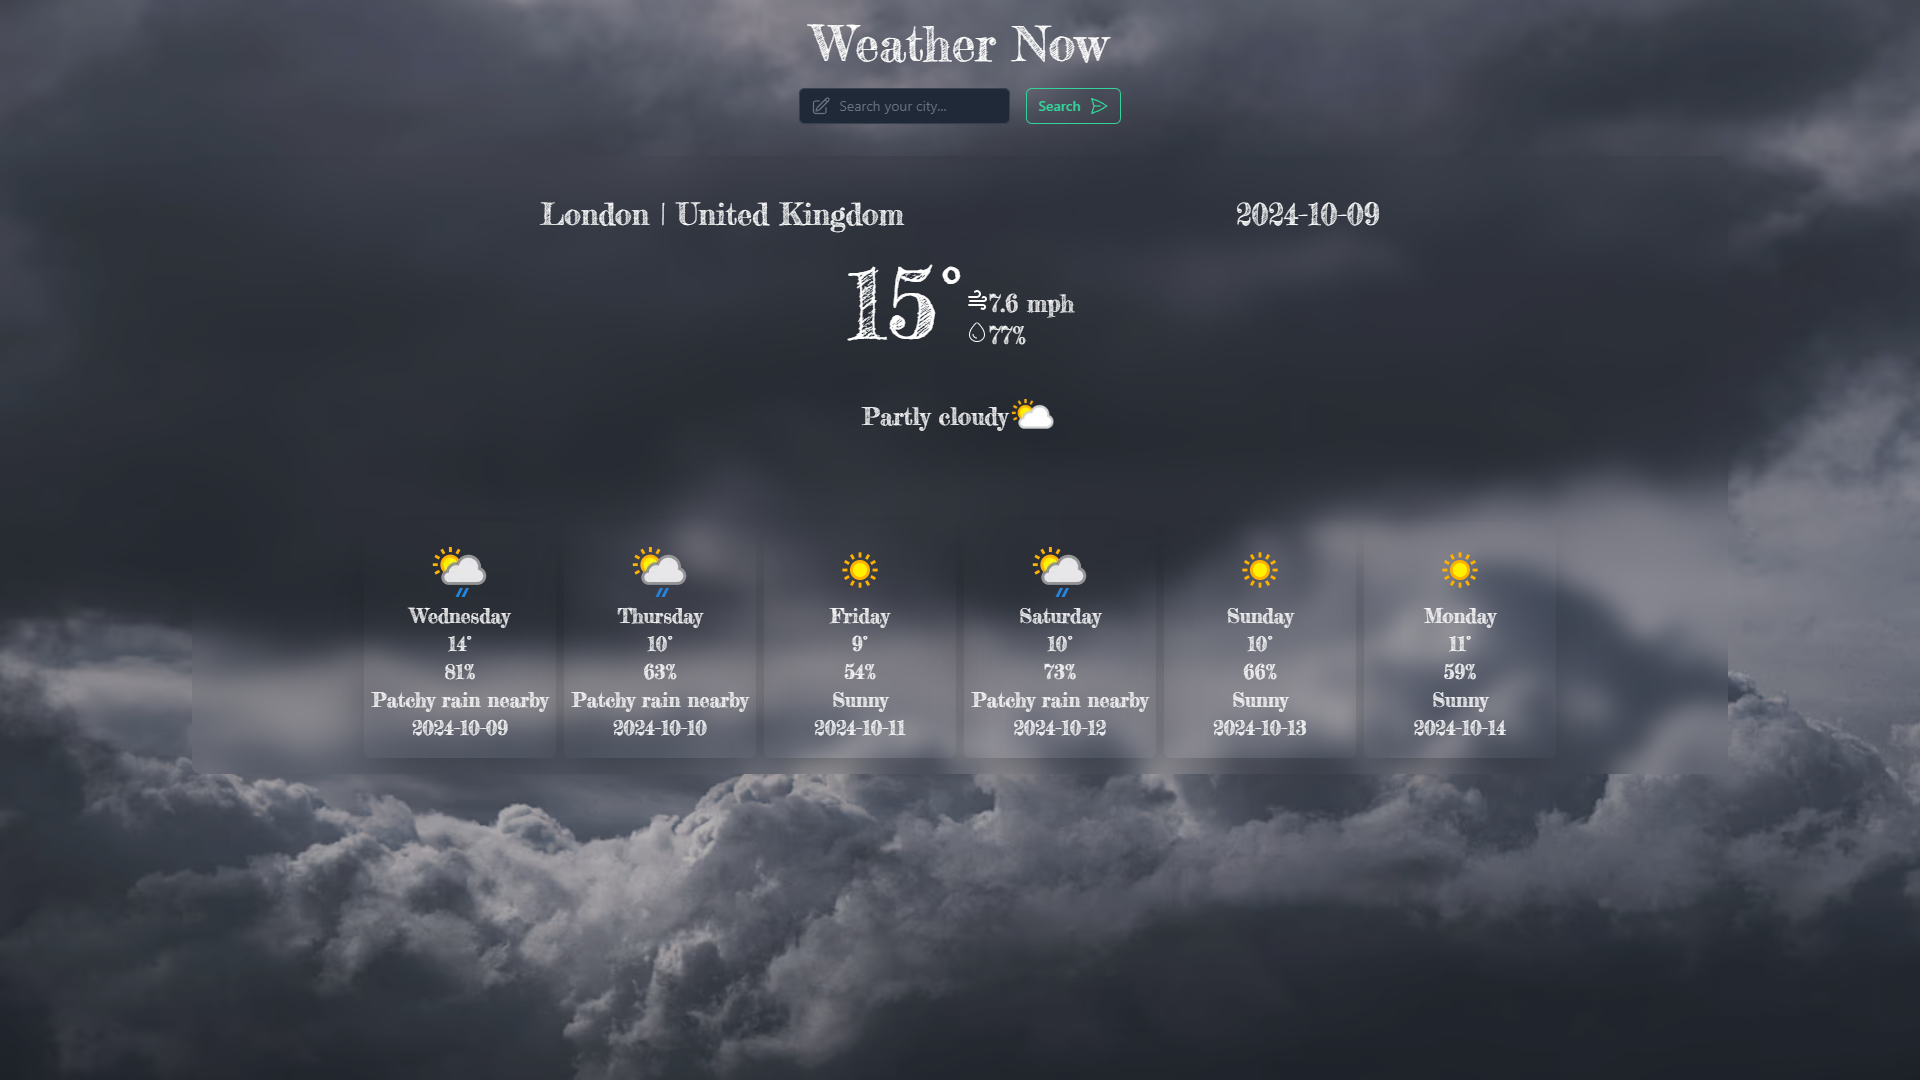 Weather Now
Search your city...
Search
London | United Kingdom
2024-10-09
15°
7.6 mph
77%
Partly cloudy
Wednesday
14°
81%
Patchy rain nearby
2024-10-09
Thursday
10°
63%
Patchy rain nearby
2024-10-10
Friday
9°
54%
Sunny
2024-10-11
Saturday
10°
73%
Patchy rain nearby
2024-10-12
Sunday
10°
66%
Sunny
2024-10-13
Monday
11°
59%
Sunny
2024-10-14